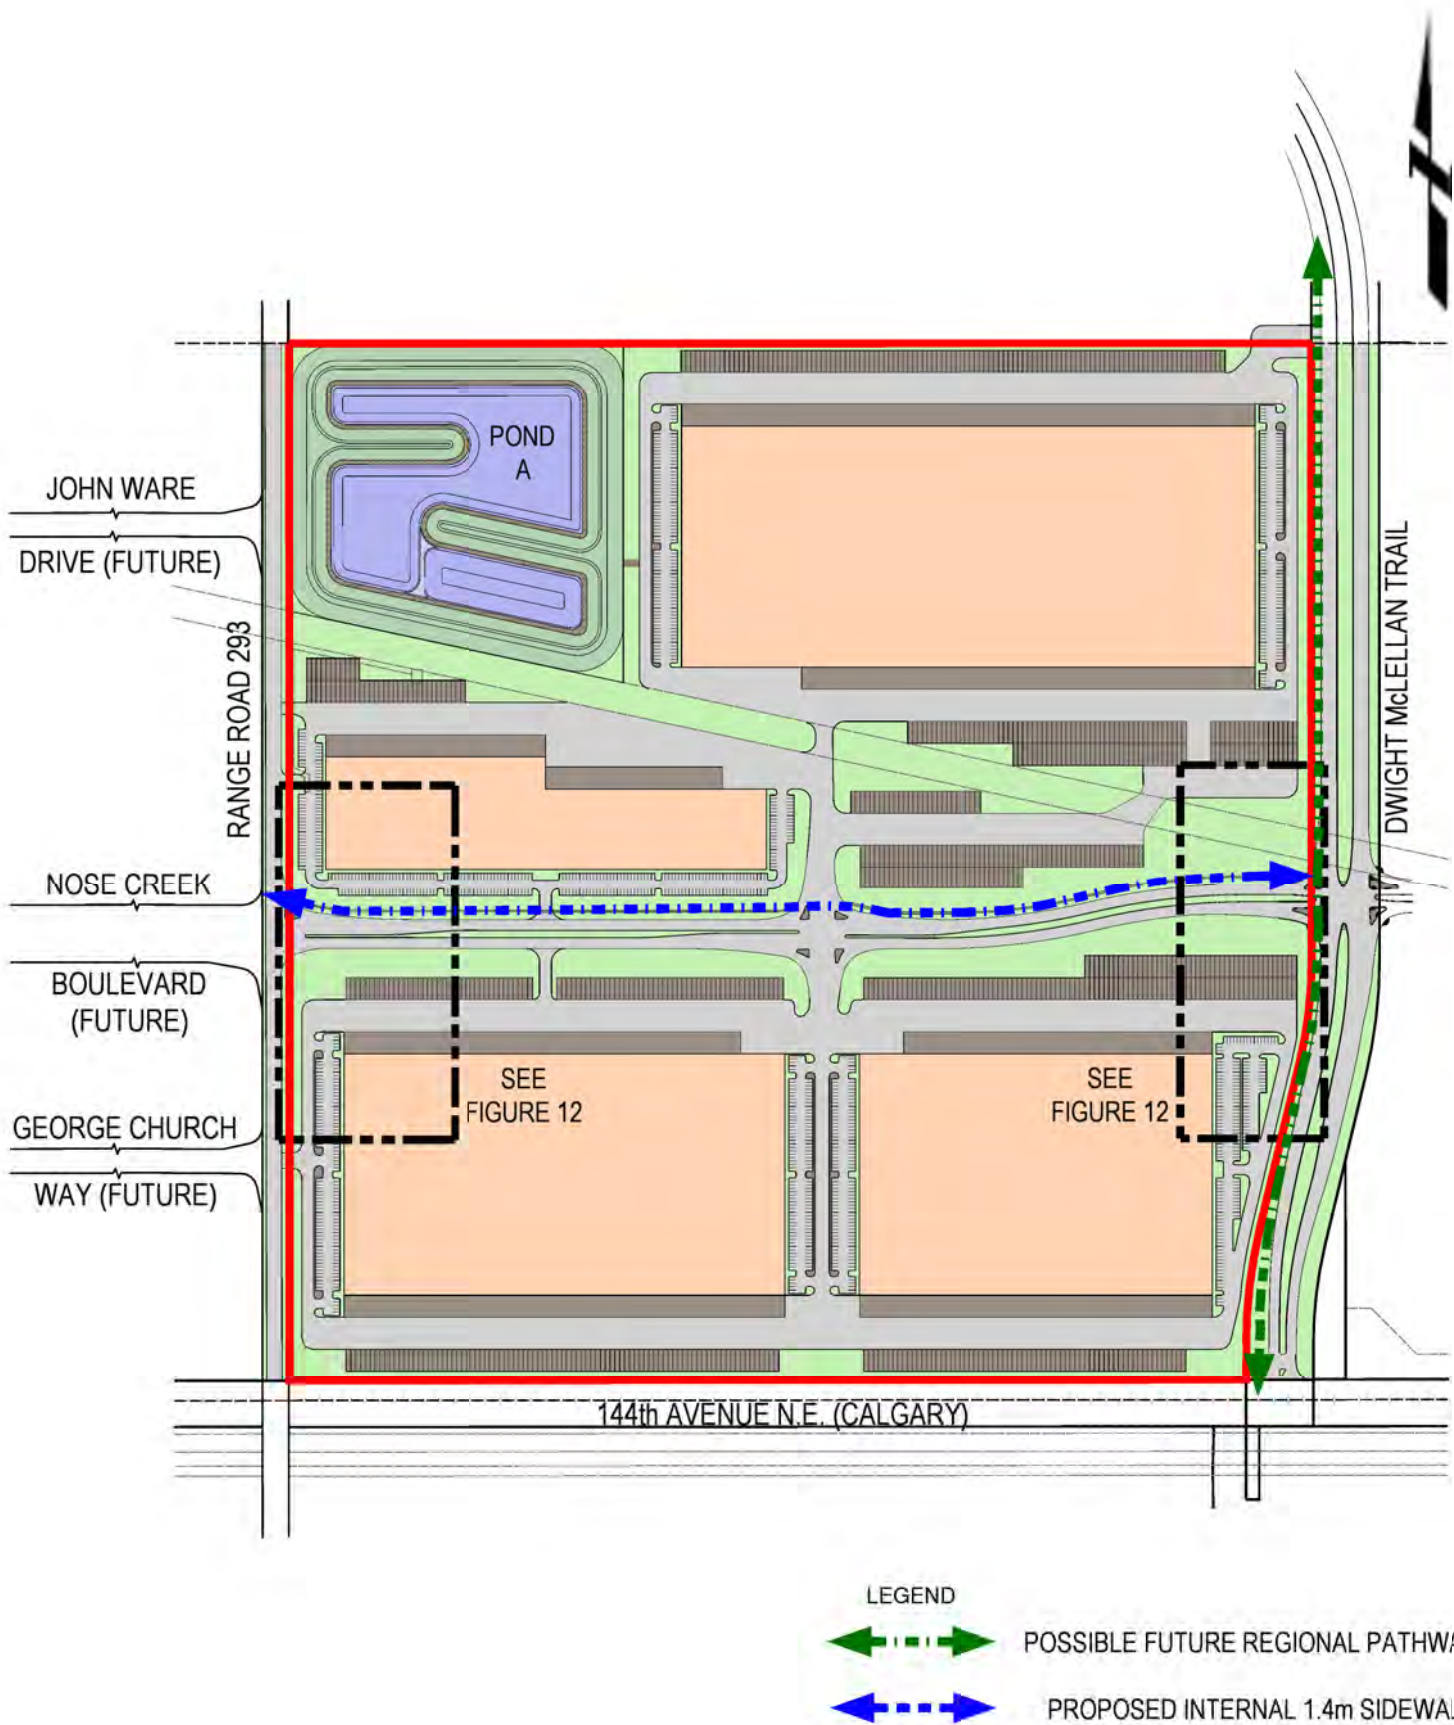 POND
A
JOHN WARE
DRIVE (FUTURE)
RANGE ROAD 293
DWIGHT McLELLAN TRAIL
NOSE CREEK
BOULEVARD
(FUTURE)
SEE
FIGURE 12
SEE
FIGURE 12
GEORGE CHURCH
WAY (FUTURE)
144th AVENUE N.E. (CALGARY)
LEGEND
POSSIBLE FUTURE REGIONAL PATHWA
PROPOSED INTERNAL 1.4m SIDEWAL